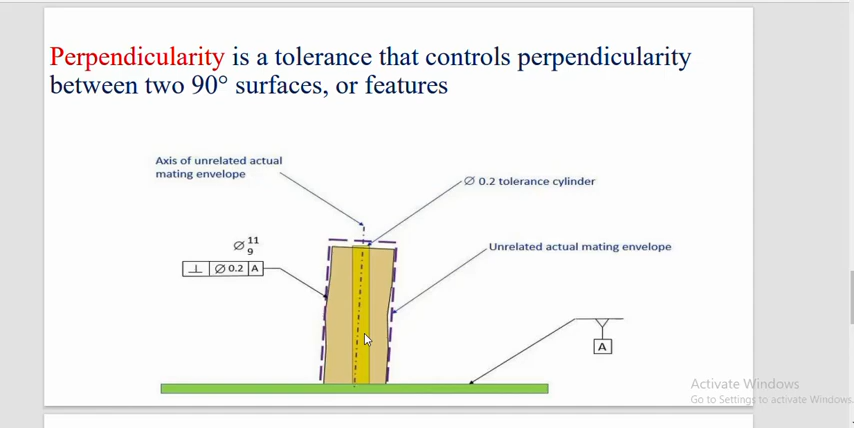 Perpendicularity is a tolerance that controls perpendicularity
between two 90° surfaces, or features
Axis of unrelated actual
mating envelope
Ø 0.2 tolerance cylinder
Ø 11
9
Unrelated actual mating envelope
⊥ Ø 0.2 A
A
Activate Windows
Go to Settings to activate Windows.